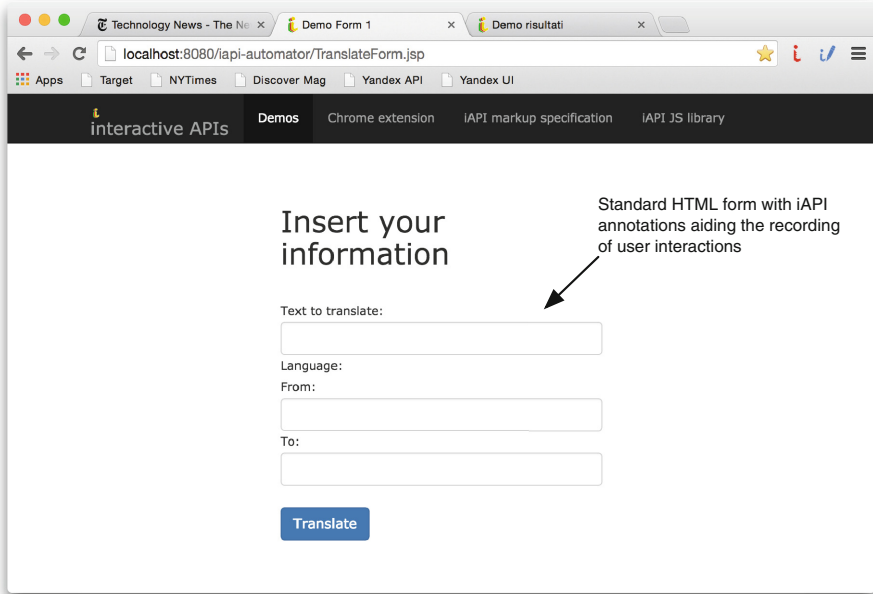 Technology News - The Ne
Demo Form 1
Demo risultati
localhost:8080/iapi-automator/TranslateForm.jsp
Apps Target NYTimes Discover Mag Yandex API Yandex UI
interactive APIs Demos Chrome extension iAPI markup specification iAPI JS library
Standard HTML form with iAPI
annotations aiding the recording
of user interactions
Insert your
information
Text to translate:
Language:
From:
To:
Translate